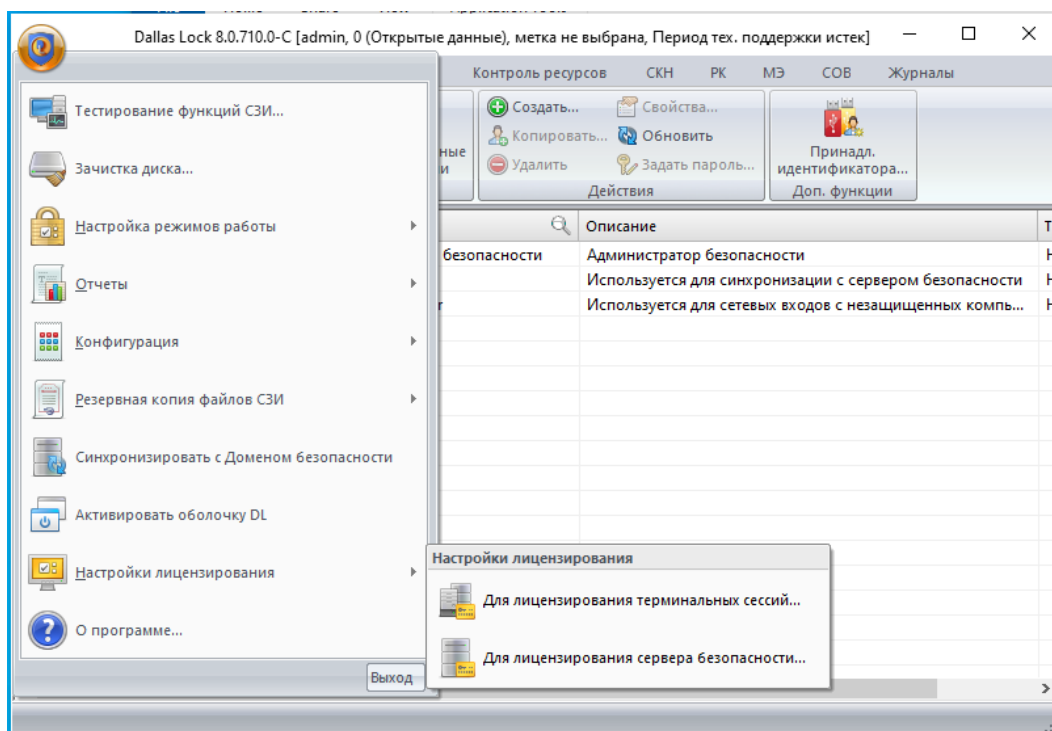 Dallas Lock 8.0.710.0-C [admin, 0 (Открытые данные), метка не выбрана, Период тех. поддержки истек]
Контроль ресурсов СКН РК МЭ СОВ Журналы
Тестирование функций СЗИ...
Зачистка диска...
Настройка режимов работы
Отчеты
Конфигурация
Резервная копия файлов СЗИ
Синхронизировать с Доменом безопасности
Активировать оболочку DL
Настройки лицензирования
О программе...
Выход
ные
и
Создать...
Копировать...
Удалить
Свойства...
Обновить
Задать пароль...
Действия
Принадл.
идентификатора...
Доп. функции
Описание
безопасности Администратор безопасности
Используется для синхронизации с сервером безопасности
Используется для сетевых входов с незащищенных компь...
Настройки лицензирования
Для лицензирования терминальных сессий...
Для лицензирования сервера безопасности...